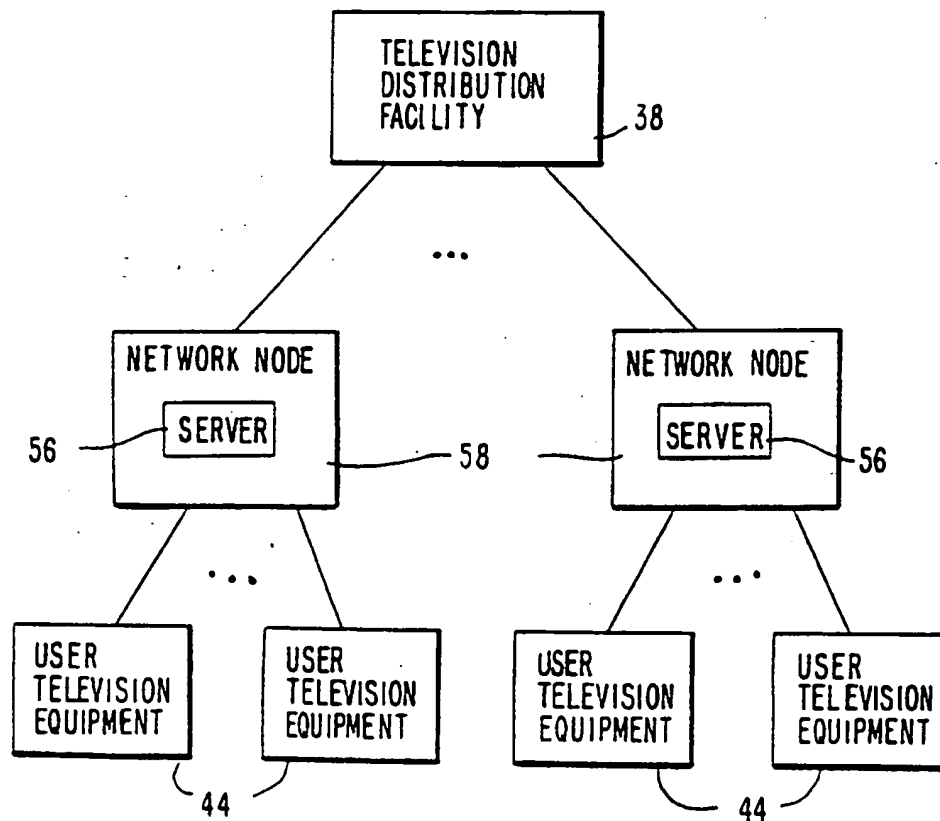 TELEVISION
DISTRIBUTION
FACILITY
38
...
NETWORK NODE
SERVER
56
58
NETWORK NODE
SERVER
56
...
...
USER
TELEVISION
EQUIPMENT
USER
TELEVISION
EQUIPMENT
USER
TELEVISION
EQUIPMENT
USER
TELEVISION
EQUIPMENT
44
44